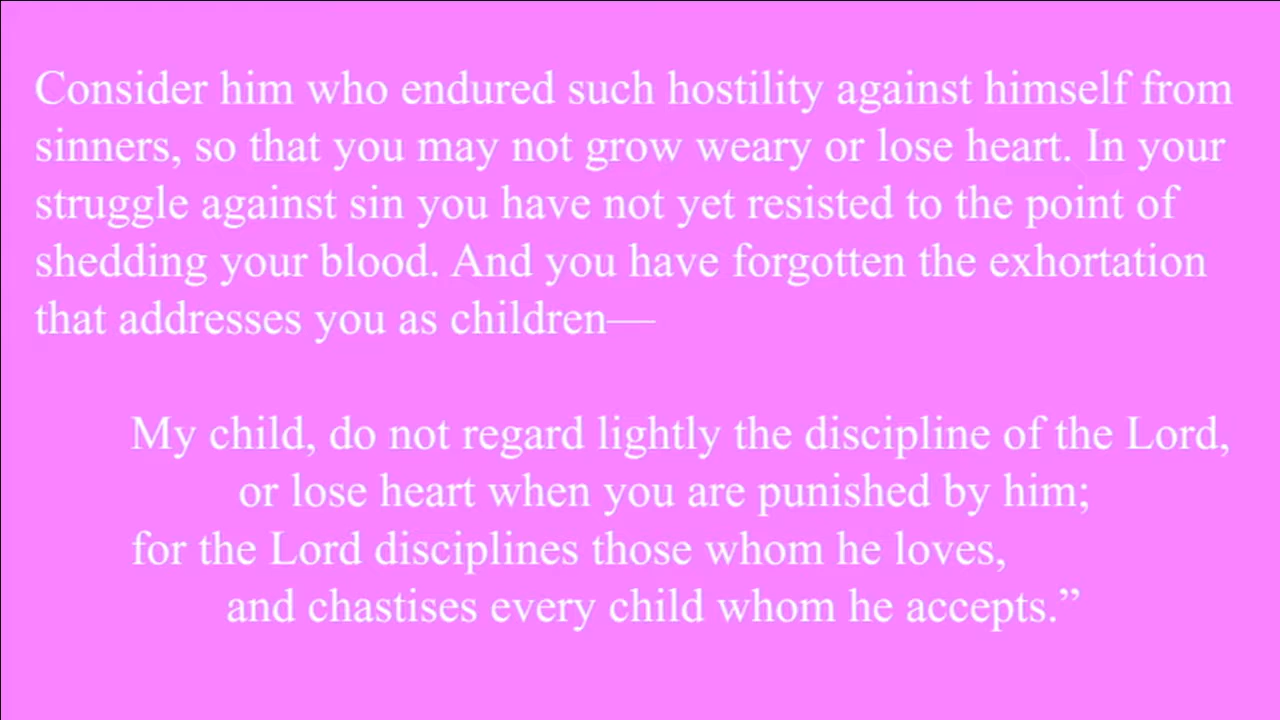 Consider him who endured such hostility against himself from
sinners, so that you may not grow weary or lose heart. In your
struggle against sin you have not yet resisted to the point of
shedding your blood. And you have forgotten the exhortation
that addresses you as children—
My child, do not regard lightly the discipline of the Lord,
or lose heart when you are punished by him;
for the Lord disciplines those whom he loves,
and chastises every child whom he accepts.”